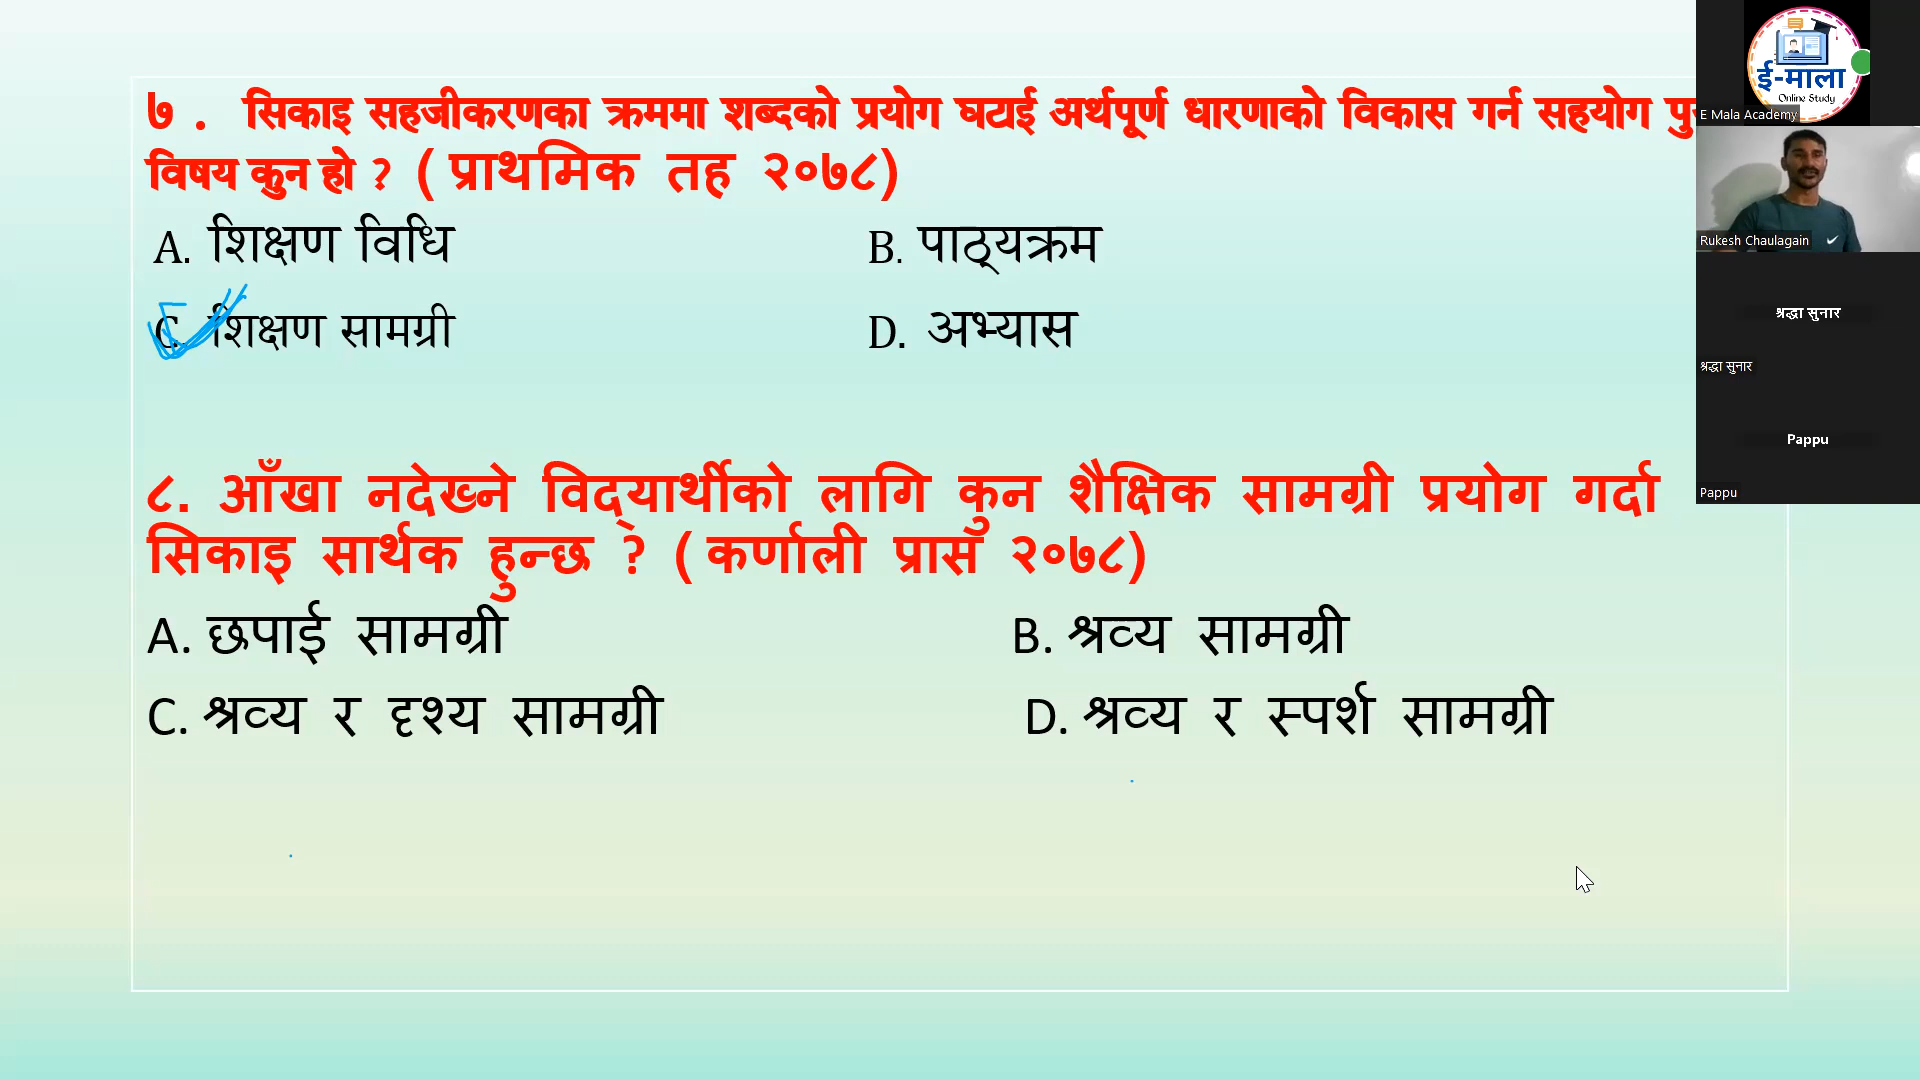 ७ . सिकाइ सहजीकरणका क्रममा शब्दको प्रयोग घटाई अर्थपूर्ण धारणाको विकास गर्न सहयोग
विषय कुन हो ? ( प्राथमिक तह २०७८)
A. शिक्षण विधि B. पाठ्यक्रम
C. शिक्षण सामग्री D. अभ्यास
८. आँखा नदेख्ने विद्यार्थीको लागि कुन शैक्षिक सामग्री प्रयोग गर्दा
सिकाइ सार्थक हुन्छ ? ( कर्णाली प्रास २०७८)
A. छपाई सामग्री B. श्रव्य सामग्री
C. श्रव्य र दृश्य सामग्री D. श्रव्य र स्पर्श सामग्री
ई-माला
Online Study
E Mala Academy
Rukesh Chaulagain
श्रद्धा सुनार
श्रद्धा सुनार
Pappu
Pappu